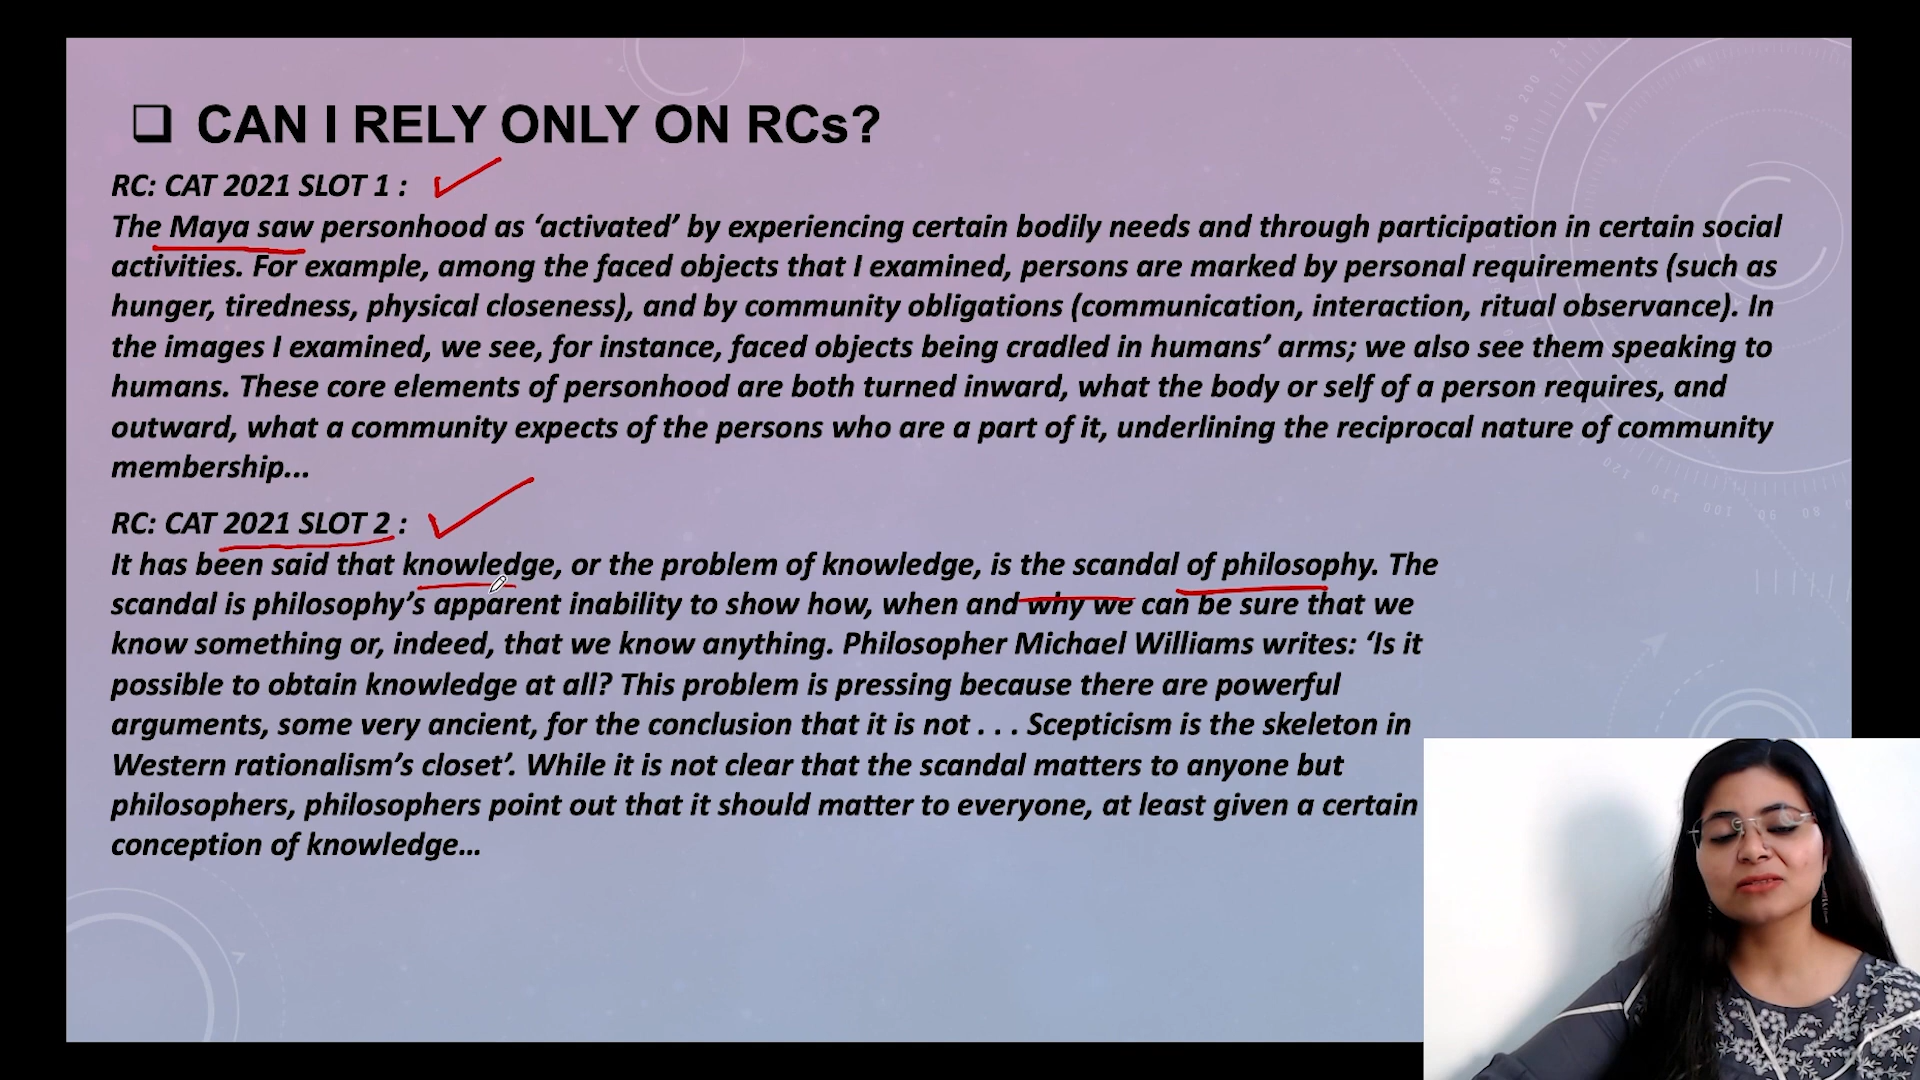 CAN I RELY ONLY ON RCs?
RC: CAT 2021 SLOT 1 :
The Maya saw personhood as ‘activated’ by experiencing certain bodily needs and through participation in certain social
activities. For example, among the faced objects that I examined, persons are marked by personal requirements (such as
hunger, tiredness, physical closeness), and by community obligations (communication, interaction, ritual observance). In
the images I examined, we see, for instance, faced objects being cradled in humans’ arms; we also see them speaking to
humans. These core elements of personhood are both turned inward, what the body or self of a person requires, and
outward, what a community expects of the persons who are a part of it, underlining the reciprocal nature of community
membership...
RC: CAT 2021 SLOT 2 :
It has been said that knowledge, or the problem of knowledge, is the scandal of philosophy. The
scandal is philosophy’s apparent inability to show how, when and why we can be sure that we
know something or, indeed, that we know anything. Philosopher Michael Williams writes: ‘Is it
possible to obtain knowledge at all? This problem is pressing because there are powerful
arguments, some very ancient, for the conclusion that it is not . . . Scepticism is the skeleton in
Western rationalism’s closet’. While it is not clear that the scandal matters to anyone but
philosophers, philosophers point out that it should matter to everyone, at least given a certain
conception of knowledge…